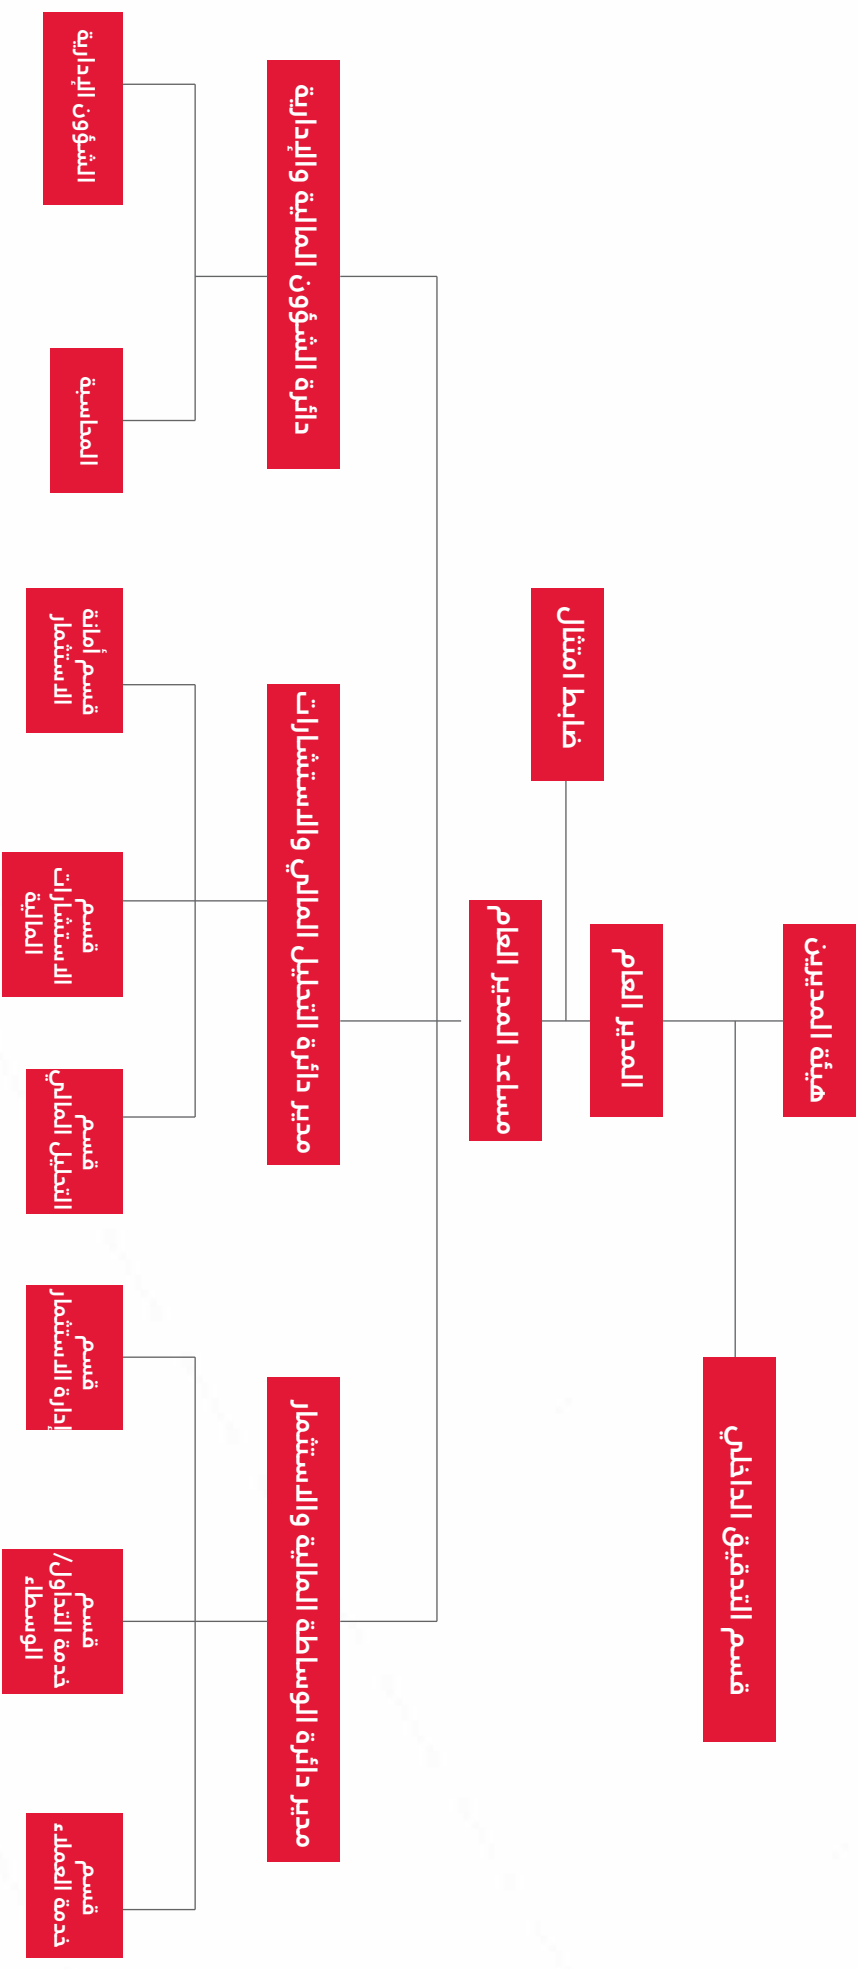 هيئة المديرين
قسم التدقيق الداخلي
المدير العام
ضابط امتثال
مساعد المدير العام
دائرة الشؤون المالية والإدارية
مدير دائرة التحليل المالي والاستشارات
مدير دائرة الوساطة المالية والاستثمار
الشؤون الإدارية
المحاسبة
قسم أمانة
الاستثمار
قسم
الاستشارات
المالية
قسم
التحليل المالي
قسم
إدارة الاستثمار
قسم
خدمة التداول/
الوسطاء
قسم
خدمة العملاء